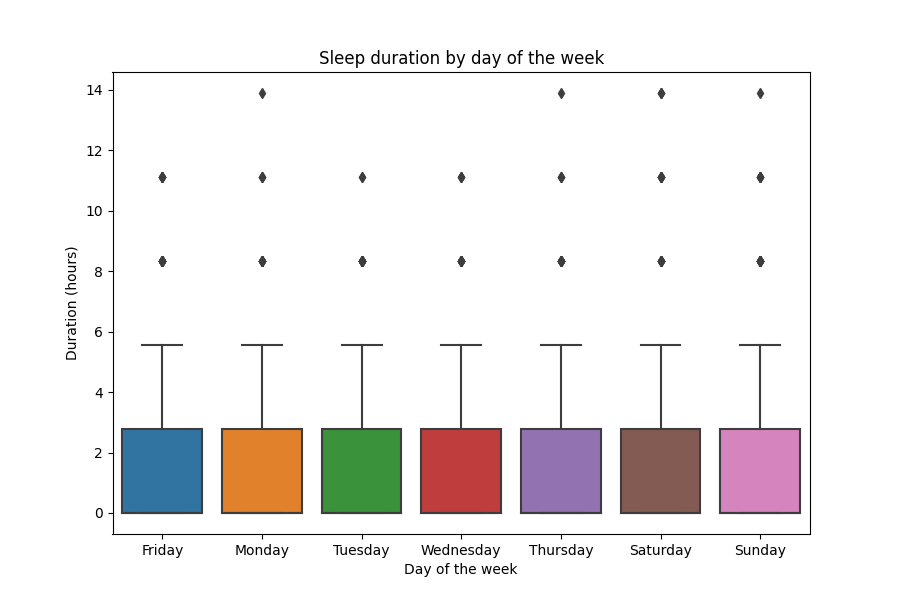 Sleep duration by day of the week
14
12
10
8
6
4
2
0
Duration (hours)
Friday Monday Tuesday Wednesday Thursday Saturday Sunday
Day of the week